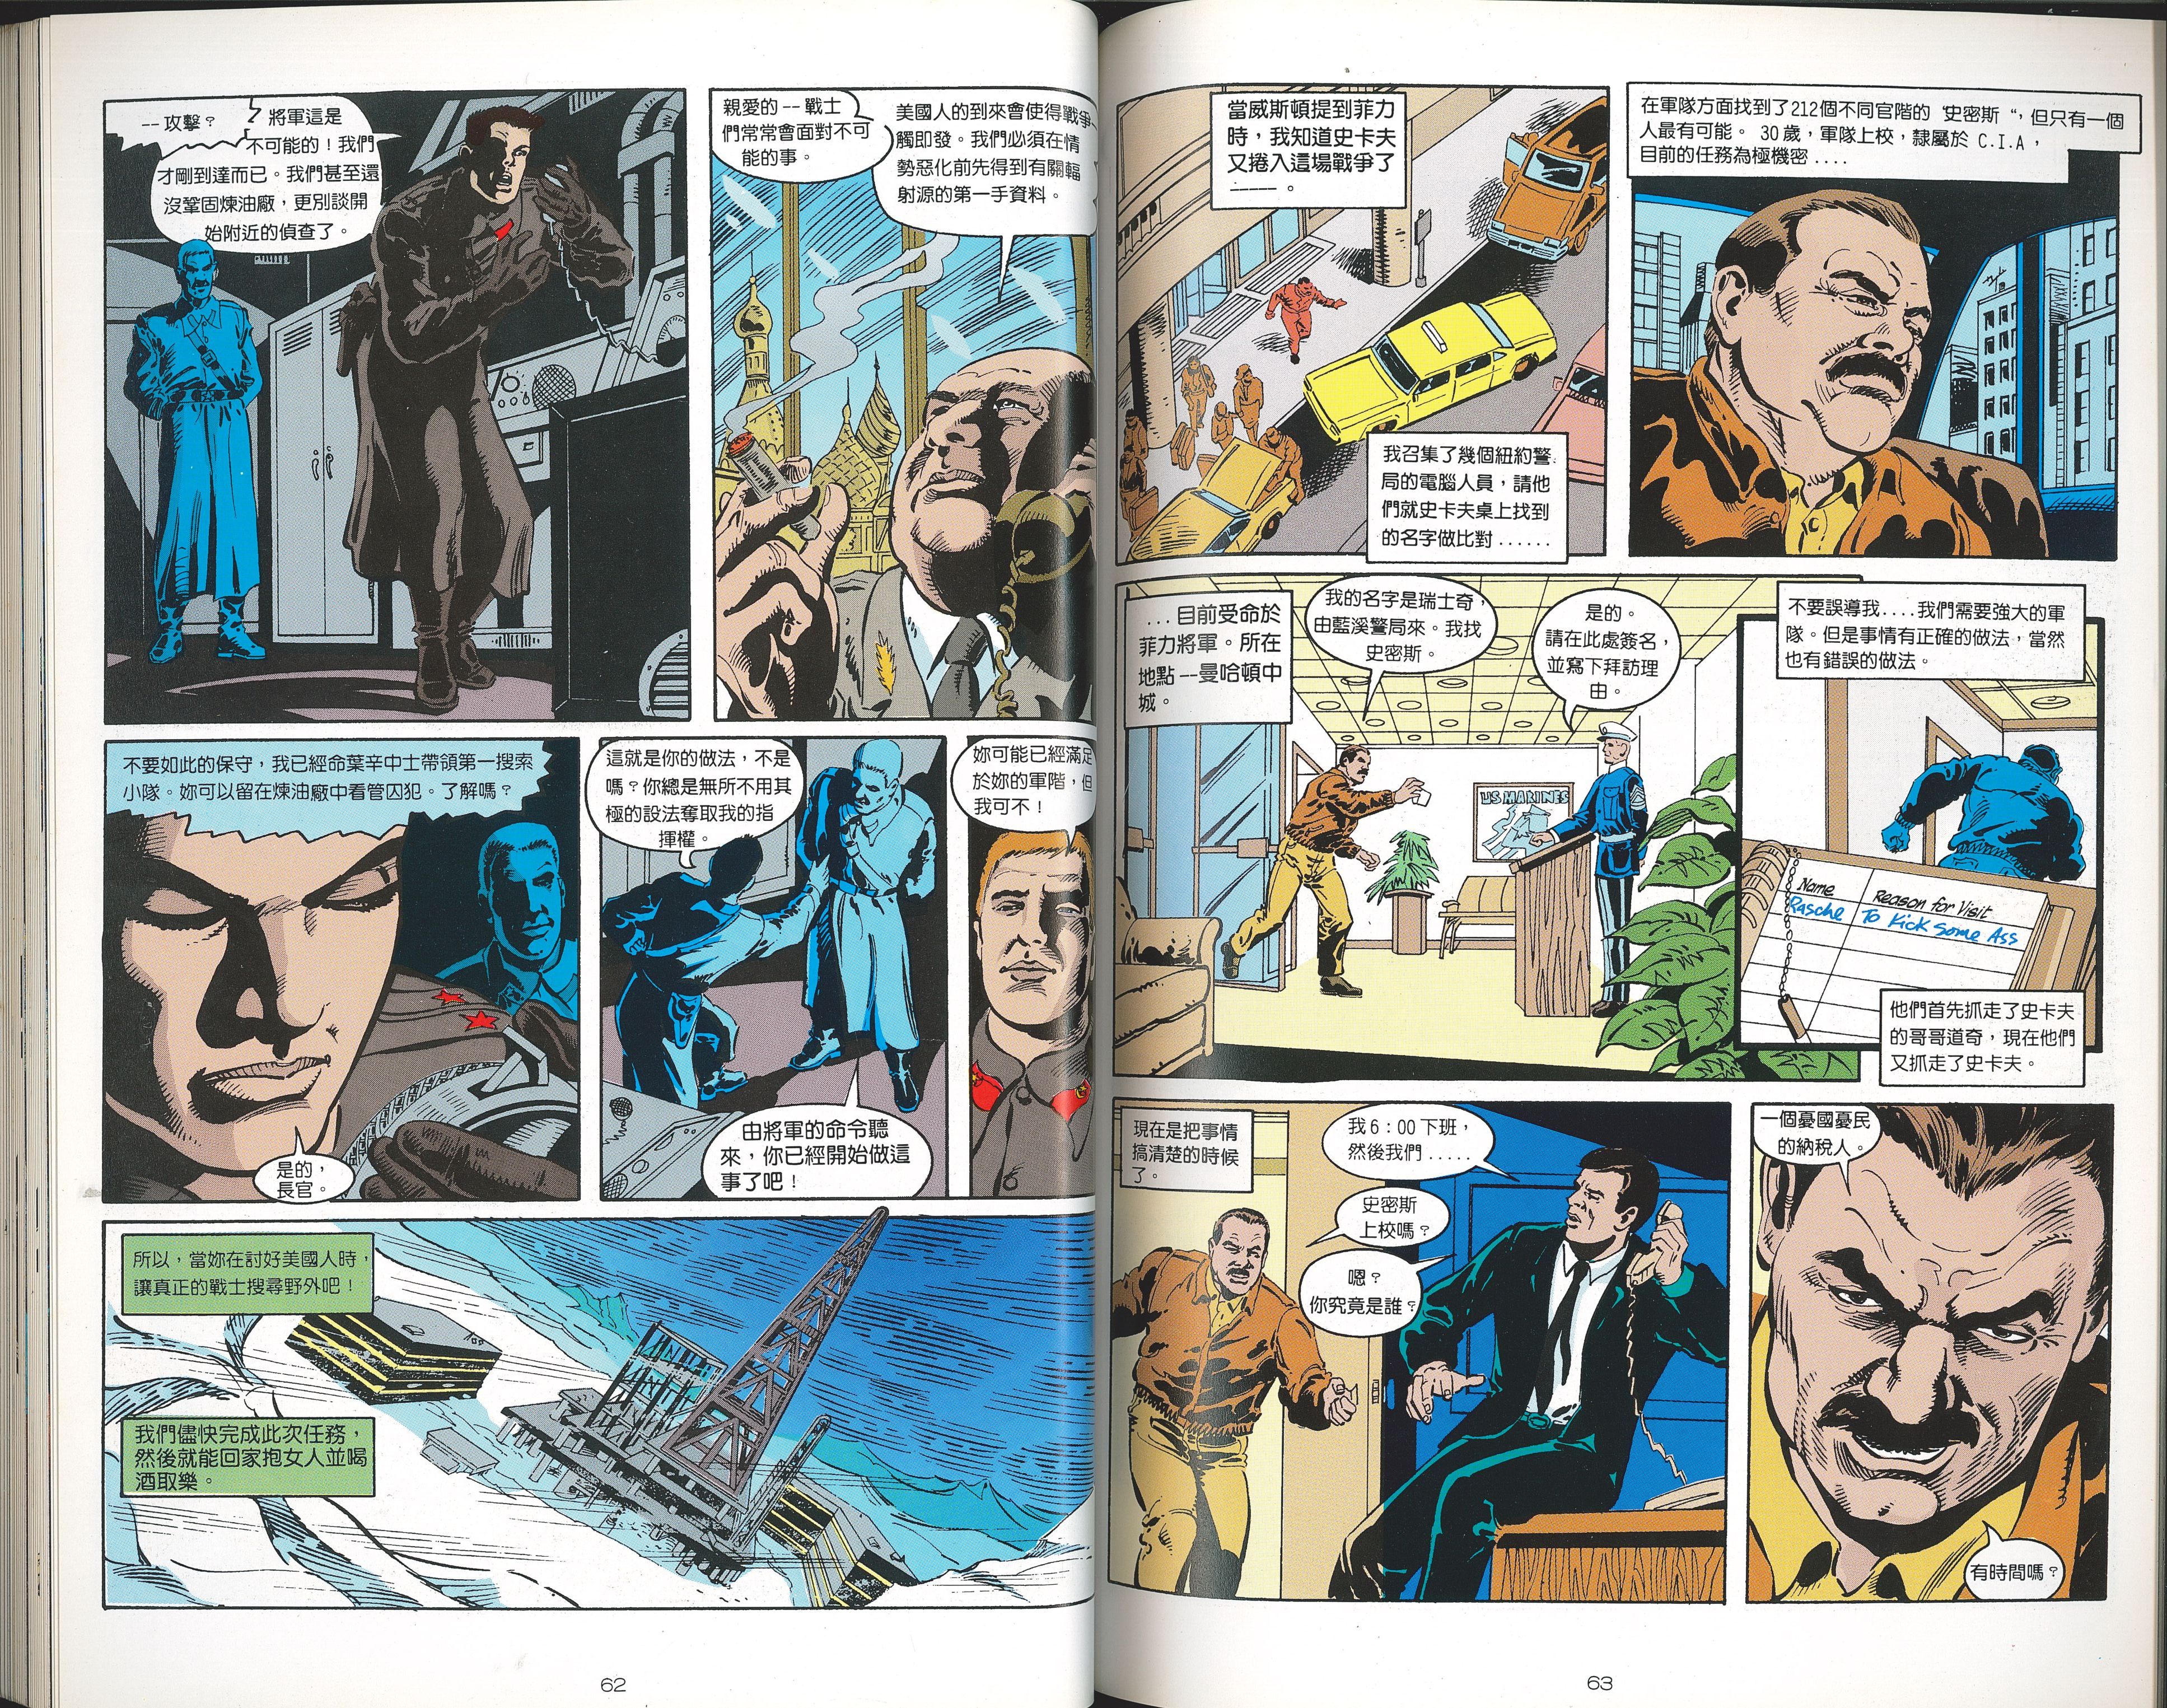 --攻擊？
將軍這是
不可能的！我們
才剛到達而已。我們甚至還
沒鞏固煉油廠，更別談開
始附近的偵查了。
親愛的--戰士
們常常會面對不可
能的事。
美國人的到來會使得戰爭一
觸即發。我們必須在情
勢惡化前先得到有關輻
射源的第一手資料。
不要如此的保守，我已經命葉辛中士帶領第一搜索
小隊。妳可以留在煉油廠中看管囚犯。了解嗎？
是的，
長官。
這就是你的做法，不是
嗎？你總是無所不用其
極的設法奪取我的指
揮權。
由將軍的命令聽
來，你已經開始做這
事了吧！
妳可能已經滿足
於妳的軍階，但
我可不！
所以，當妳在討好美國人時，
讓真正的戰士搜尋野外吧！
我們儘快完成此次任務，
然後就能回家抱女人並喝
酒取樂。
62
當威斯頓提到菲力
時，我知道史卡夫
又捲入這場戰爭了
-----。
我召集了幾個紐約警
局的電腦人員，請他
們就史卡夫桌上找到
的名字做比對......
在軍隊方面找到了212個不同官階的“史密斯“，但只有一個
人最有可能。30歲，軍隊上校，隸屬於 C.I.A，
目前的任務為極機密....
...目前受命於
菲力將軍。所在
地點--曼哈頓中
城。
我的名字是瑞士奇，
由藍溪警局來。我找
史密斯。
是的。
請在此處簽名，
並寫下拜訪理
由。
US MARINES
不要誤導我....我們需要強大的軍
隊。但是事情有正確的做法，當然
也有錯誤的做法。
Name Reason for Visit
Rasche To Kick Some Ass
他們首先抓走了史卡夫
的哥哥道奇，現在他們
又抓走了史卡夫。
現在是把事情
搞清楚的時候
了。
我6：00下班，
然後我們.....
史密斯
上校嗎？
嗯？
你究竟是誰？
一個憂國憂民
的納稅人。
有時間嗎？
63